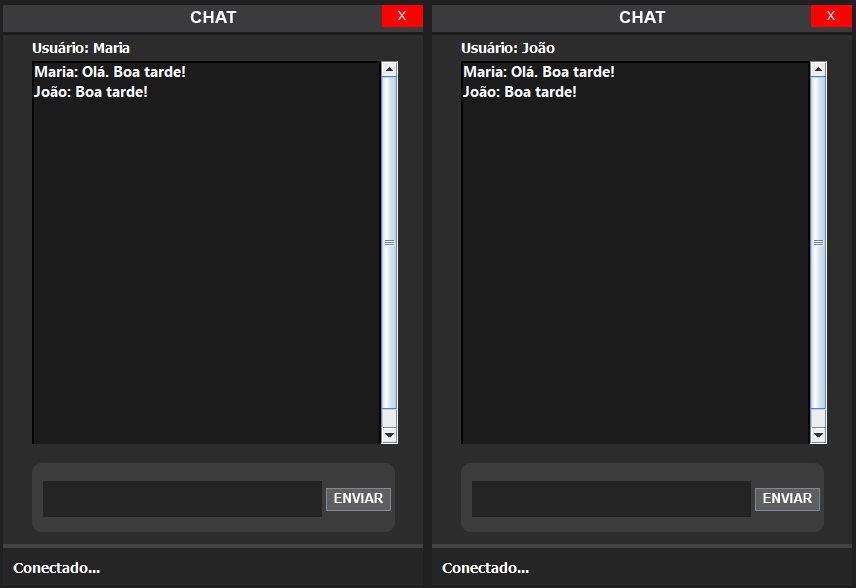 CHAT
X
Usuário: Maria
Maria: Olá. Boa tarde!
João: Boa tarde!
ENVIAR
Conectado...
CHAT
X
Usuário: João
Maria: Olá. Boa tarde!
João: Boa tarde!
ENVIAR
Conectado...